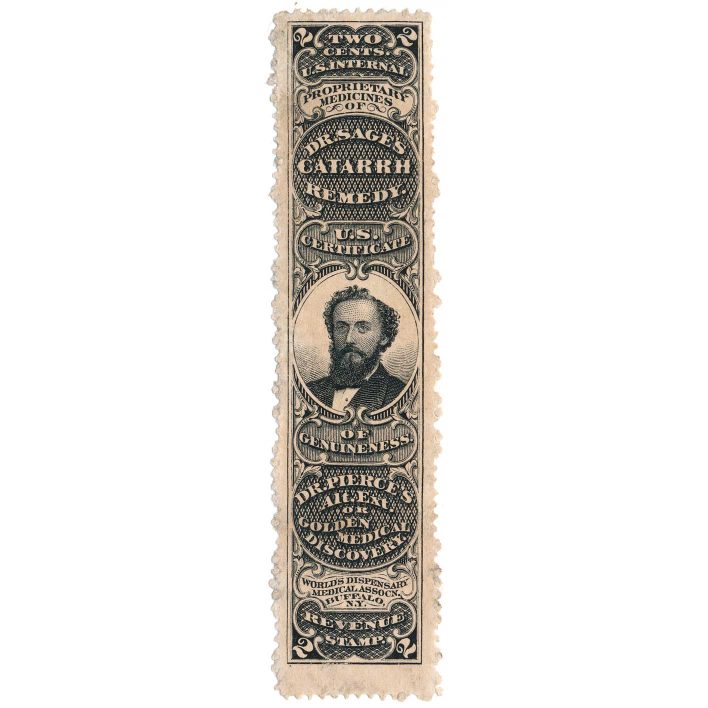 2 TWO 2
CENTS.
U.S. INTERNAL
PROPRIETARY
MEDICINES
OF
DR. SAGE'S
CATARRH
REMEDY.
U.S.
CERTIFICATE
OF
GENUINENESS.
DR. PIERCE'S
Alt. Ext.
OR
GOLDEN MEDICAL
DISCOVERY.
WORLD'S DISPENSARY
MEDICAL ASSOCN.
BUFFALO,
N.Y.
REVENUE
2 STAMP. 2